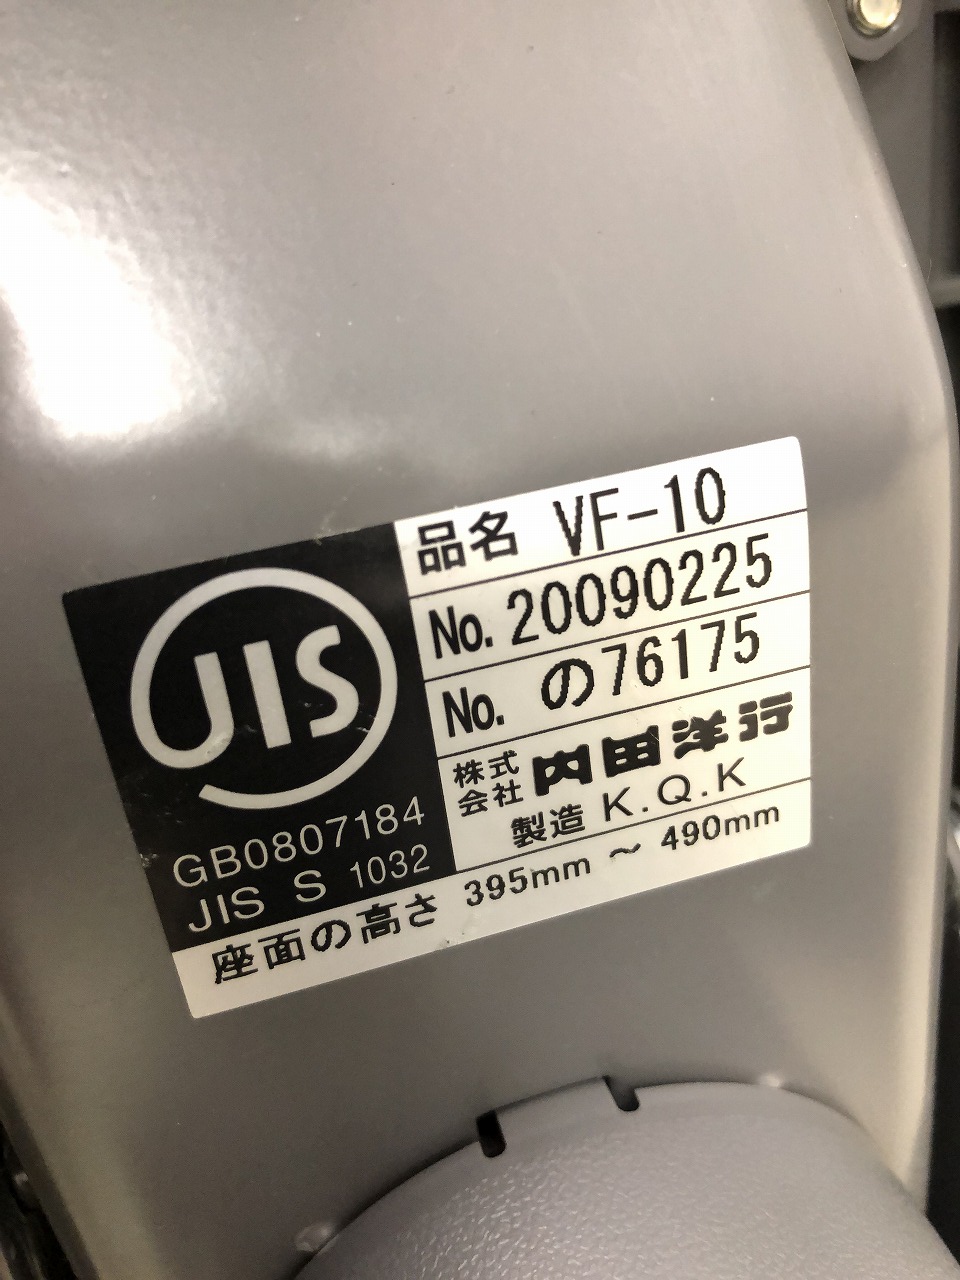 JIS
GB0807184
JIS S 1032
品名 VF-10
No. 20090225
No. の76175
株式会社 内田洋行
製造 K.Q.K
座面の高さ 395mm ～ 490mm